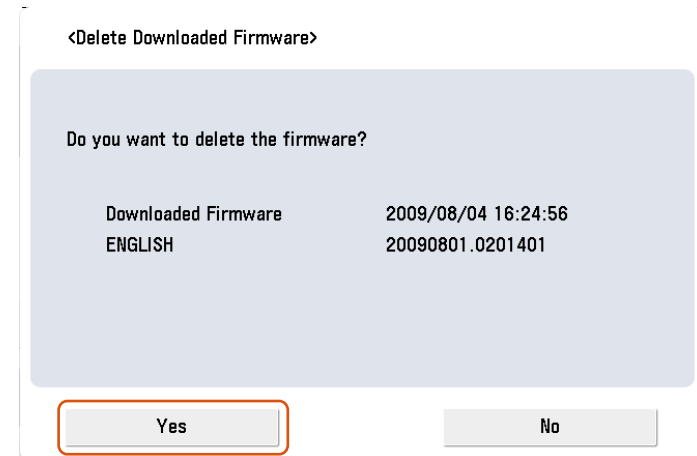 <Delete Downloaded Firmware>
Do you want to delete the firmware?
Downloaded Firmware 2009/08/04 16:24:56
ENGLISH 20090801.0201401
Yes No